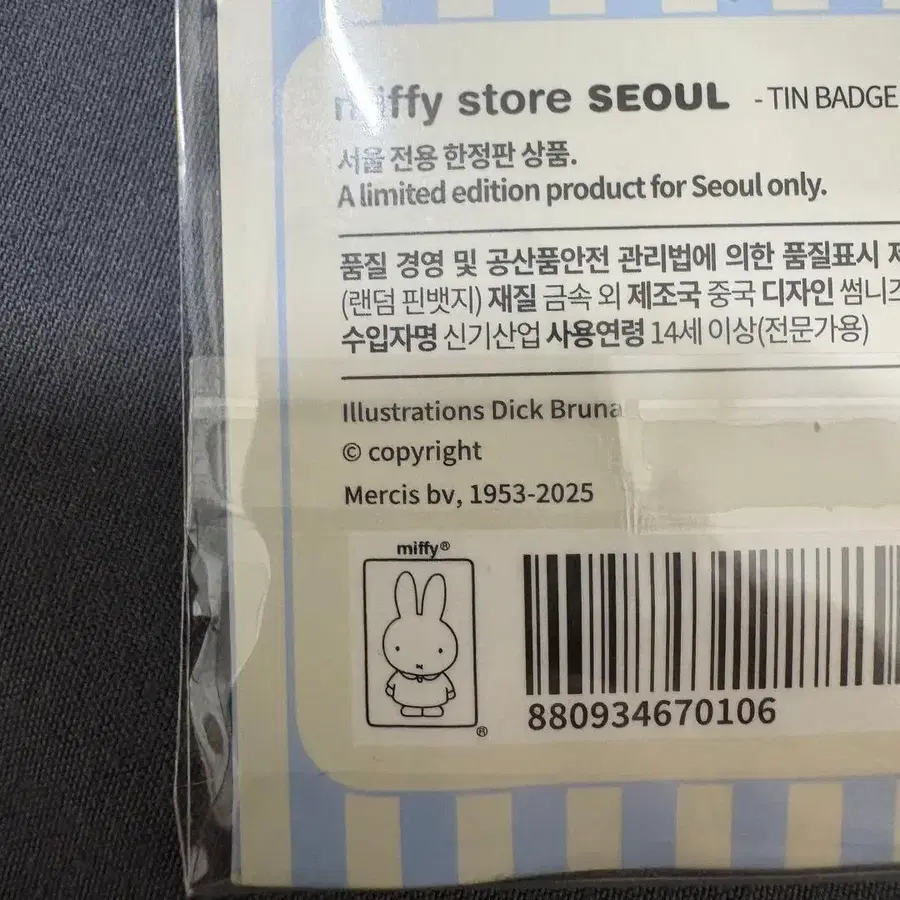 miffy store SEOUL - TIN BADGE
서울 전용 한정판 상품.
A limited edition product for Seoul only.
품질 경영 및 공산품안전 관리법에 의한 품질표시
(랜덤 핀뱃지) 재질 금속 외 제조국 중국 디자인 썸니즈
수입자명 신기산업 사용연령 14세 이상(전문가용)
Illustrations Dick Bruna
© copyright
Mercis bv, 1953-2025
miffy®
®
880934670106